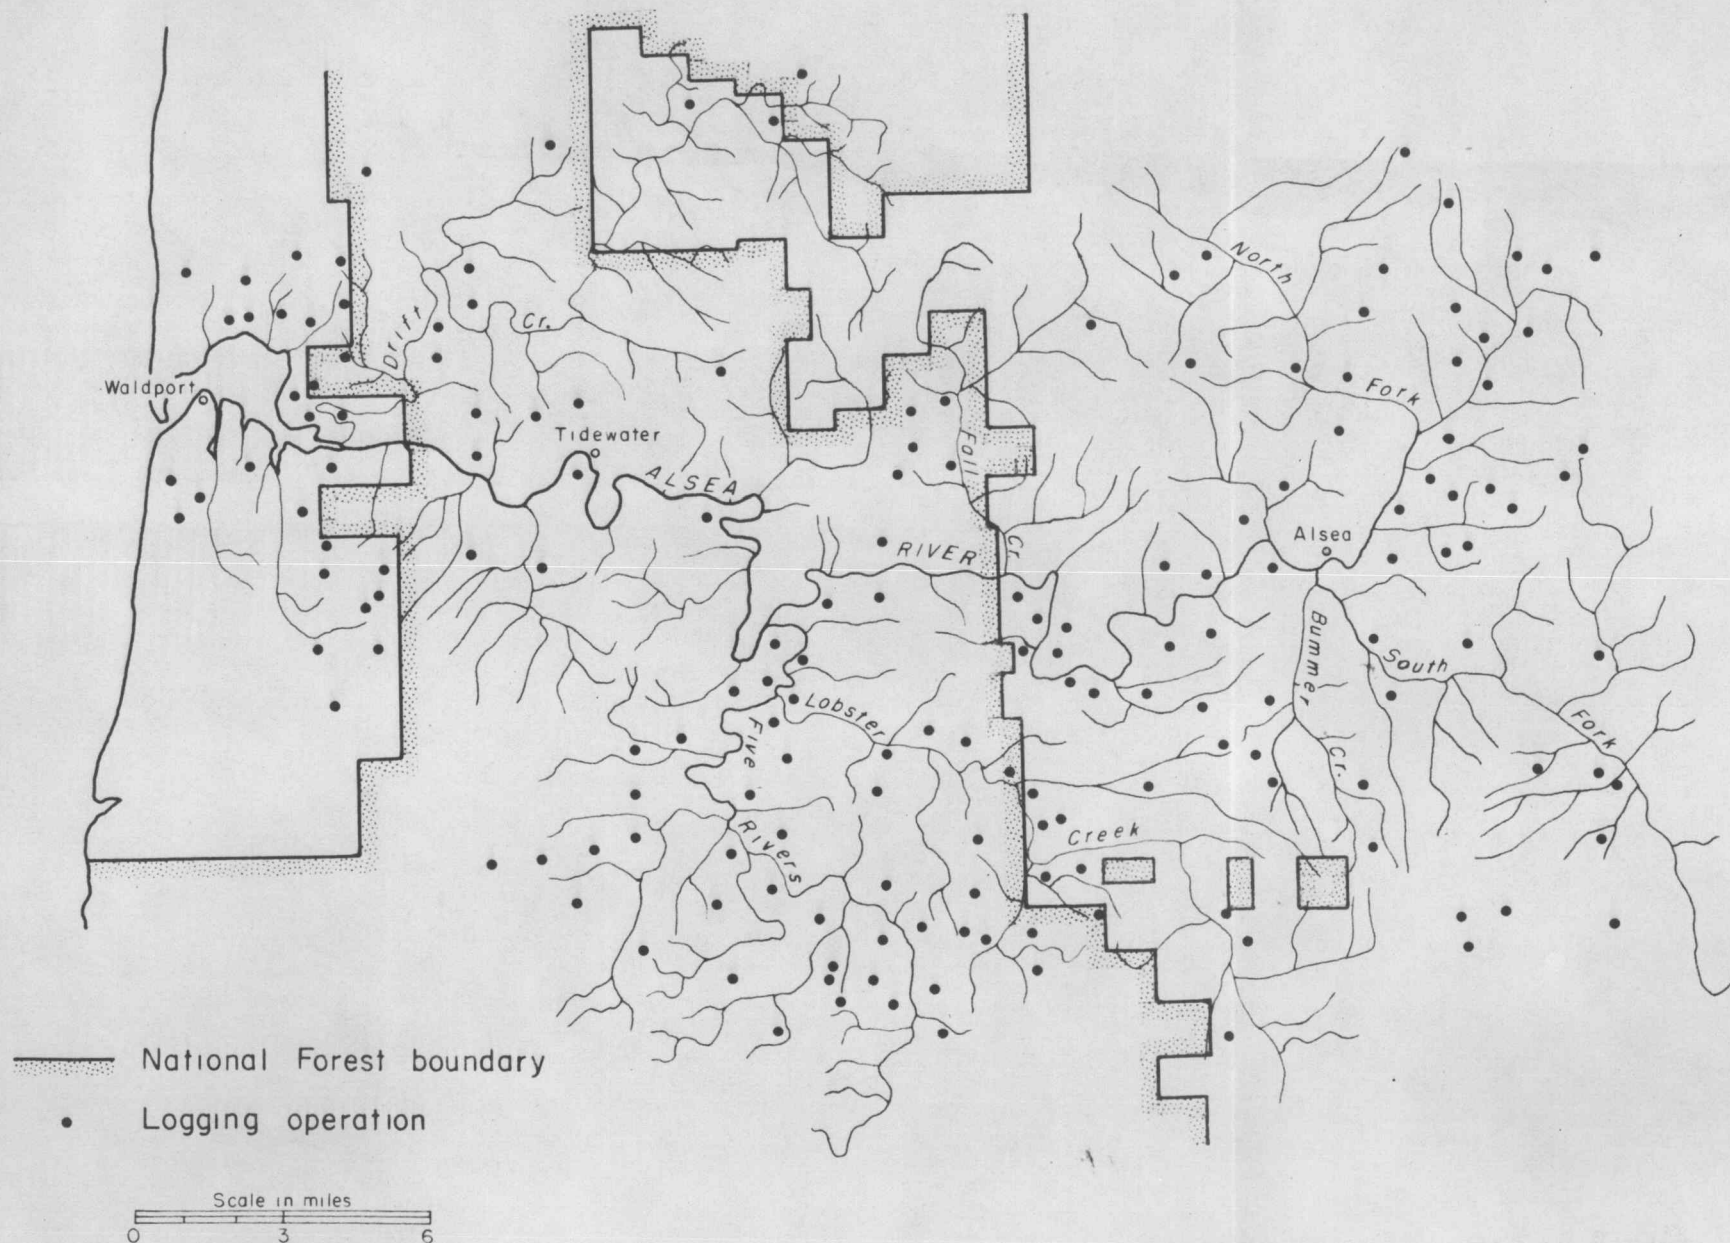 North
Drift
Cr.
Waldport
Fork
Tidewater
Fall
ALSEA
Alsea
RIVER
Cr.
Bummer
South
Lobster
Five
Fork
Cr.
Rivers
Creek
National Forest boundary
Logging operation
Scale in miles
0 3 6